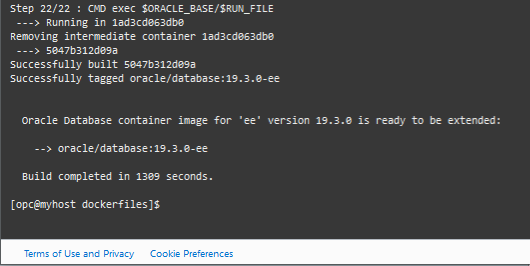 Step 22/22 : CMD exec $ORACLE_BASE/$RUN_FILE
---> Running in 1ad3cd063db0
Removing intermediate container 1ad3cd063db0
---> 5047b312d09a
Successfully built 5047b312d09a
Successfully tagged oracle/database:19.3.0-ee
Oracle Database container image for 'ee' version 19.3.0 is ready to be extended:
--> oracle/database:19.3.0-ee
Build completed in 1309 seconds.
[opc@myhost dockerfiles]$
Terms of Use and Privacy Cookie Preferences